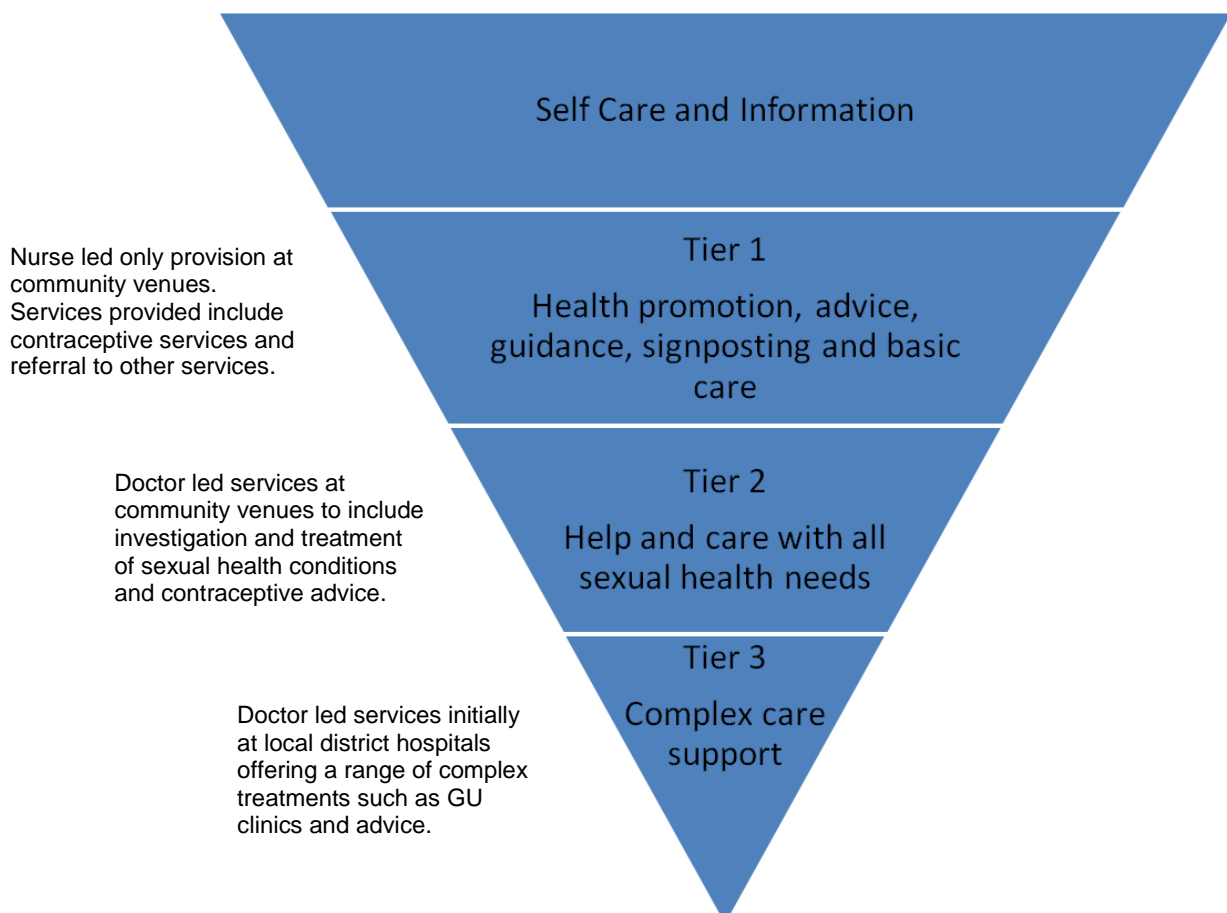 Self Care and Information
Nurse led only provision at
community venues.
Services provided include
contraceptive services and
referral to other services.
Tier 1
Health promotion, advice,
guidance, signposting and basic
care
Doctor led services at
community venues to include
investigation and treatment
of sexual health conditions
and contraceptive advice.
Tier 2
Help and care with all
sexual health needs
Doctor led services initially
at local district hospitals
offering a range of complex
treatments such as GU
clinics and advice.
Tier 3
Complex care
support